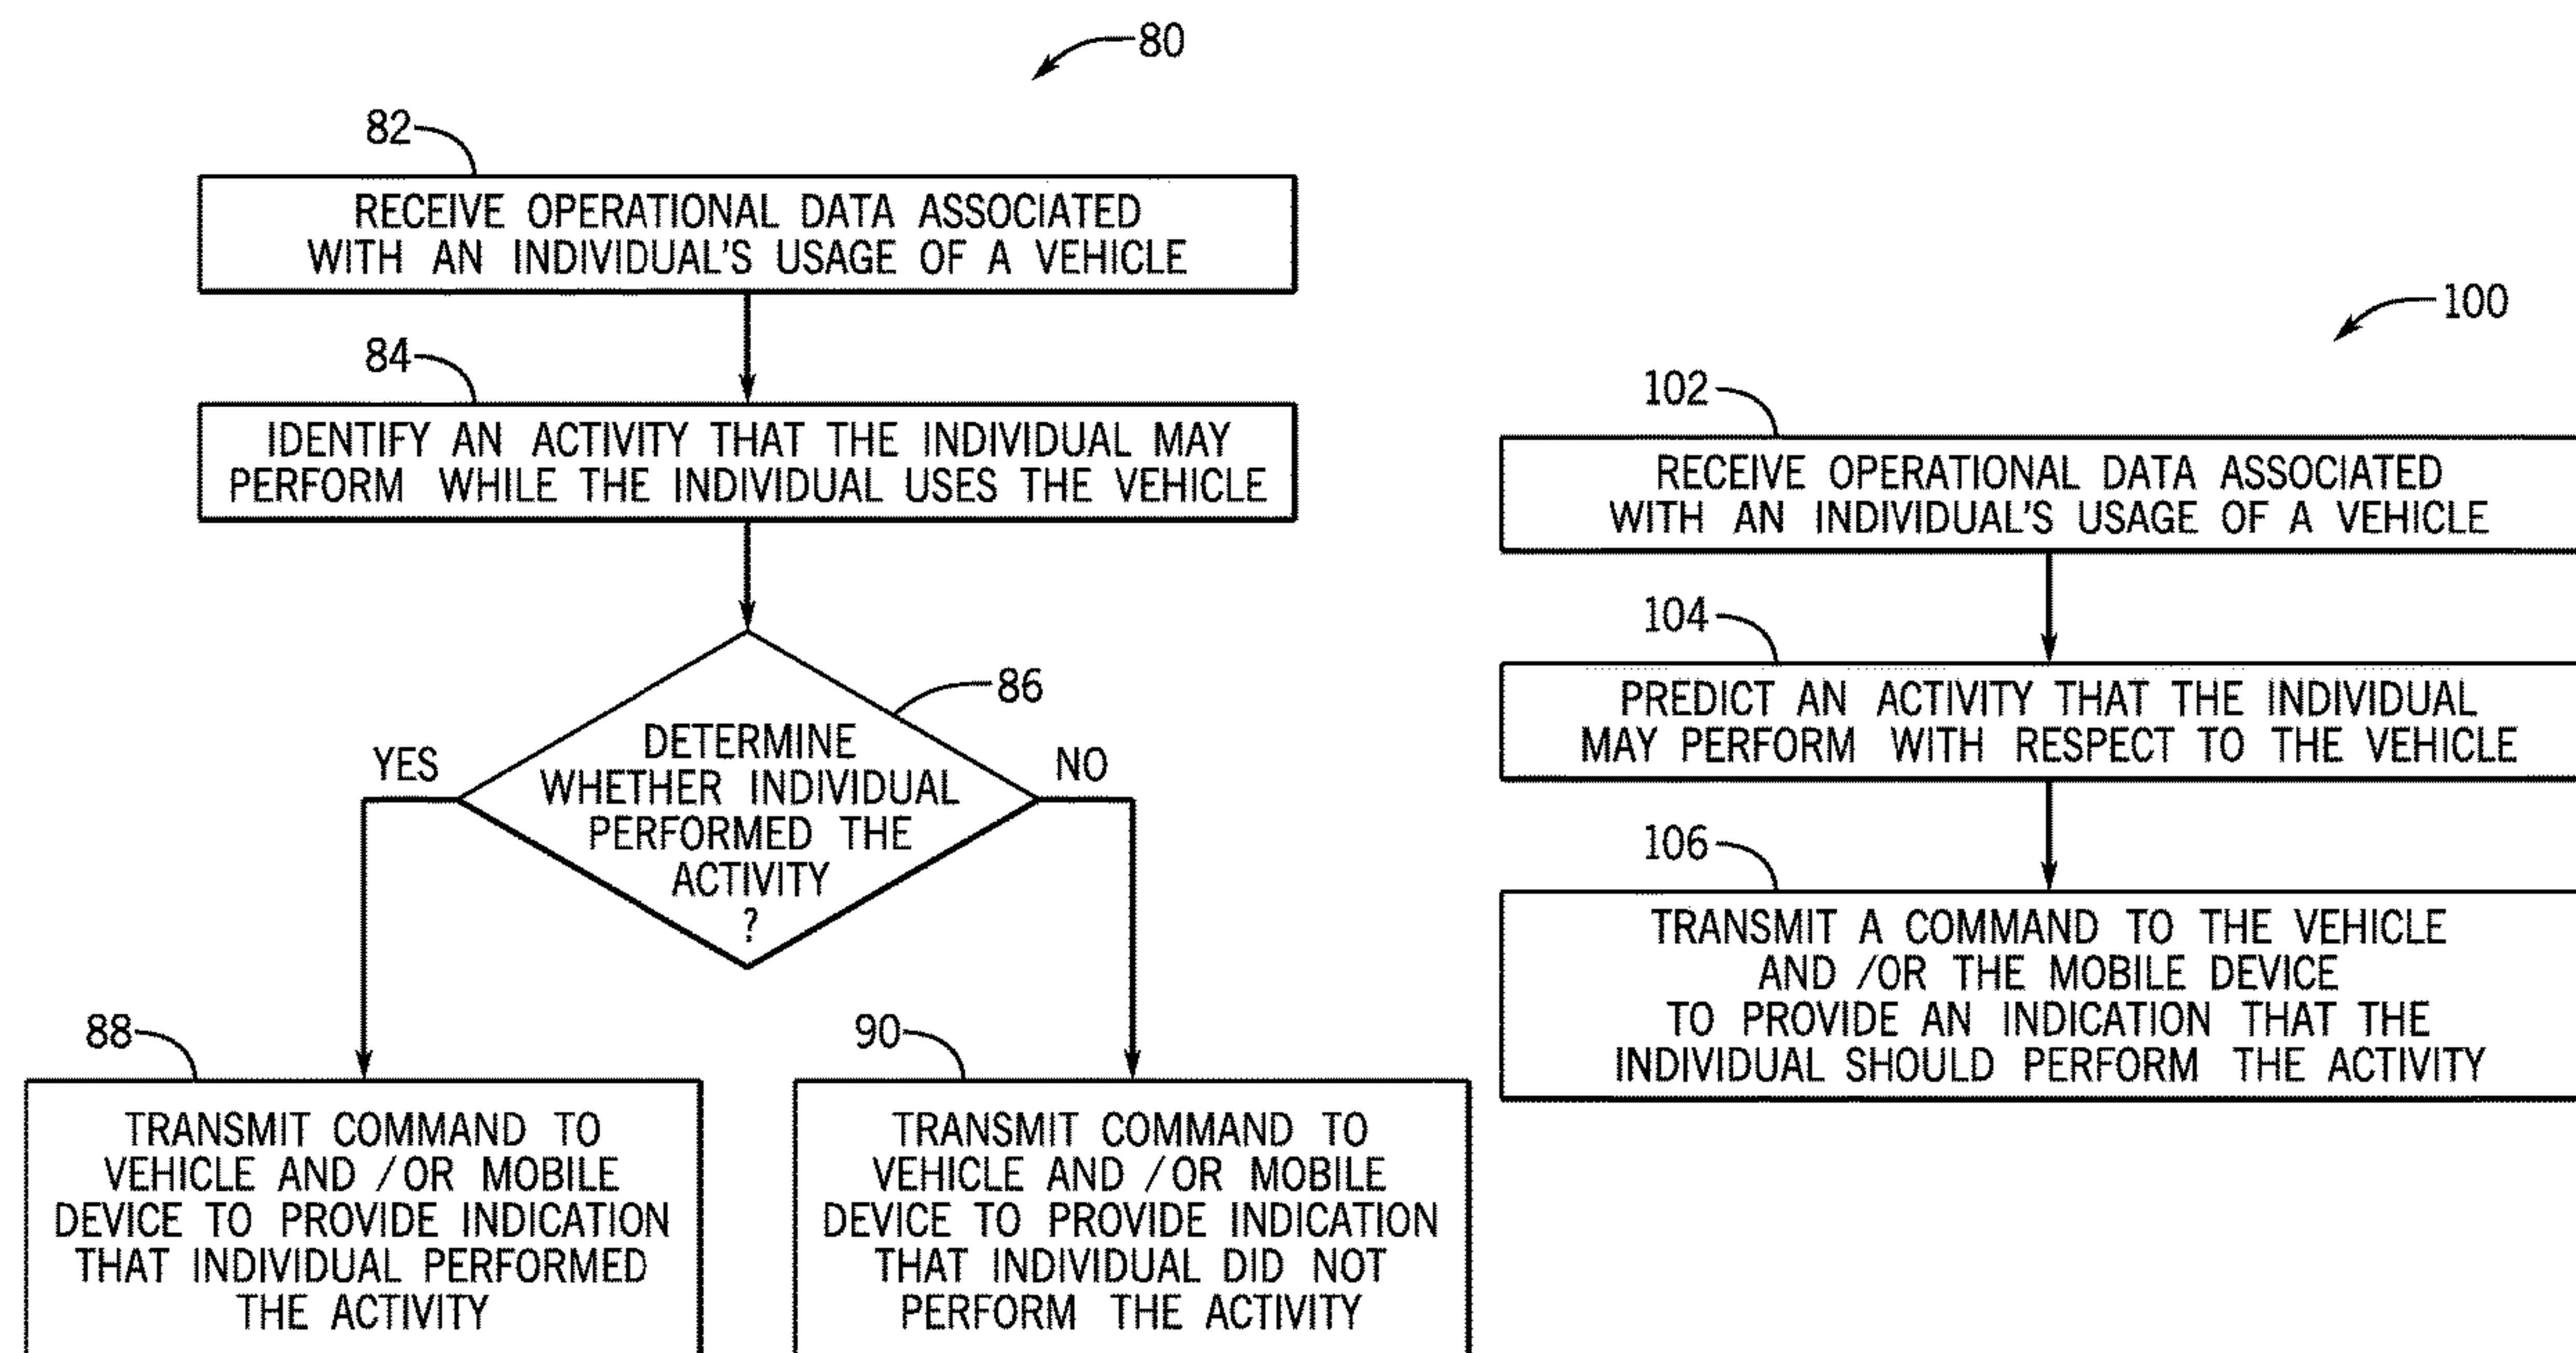 80
82
RECEIVE OPERATIONAL DATA ASSOCIATED
WITH AN INDIVIDUAL'S USAGE OF A VEHICLE
84
IDENTIFY AN ACTIVITY THAT THE INDIVIDUAL MAY
PERFORM WHILE THE INDIVIDUAL USES THE VEHICLE
86
DETERMINE
WHETHER INDIVIDUAL
PERFORMED THE
ACTIVITY
?
YES
NO
88
TRANSMIT COMMAND TO
VEHICLE AND /OR MOBILE
DEVICE TO PROVIDE INDICATION
THAT INDIVIDUAL PERFORMED
THE ACTIVITY
90
TRANSMIT COMMAND TO
VEHICLE AND /OR MOBILE
DEVICE TO PROVIDE INDICATION
THAT INDIVIDUAL DID NOT
PERFORM THE ACTIVITY
100
102
RECEIVE OPERATIONAL DATA ASSOCIATED
WITH AN INDIVIDUAL'S USAGE OF A VEHICLE
104
PREDICT AN ACTIVITY THAT THE INDIVIDUAL
MAY PERFORM WITH RESPECT TO THE VEHICLE
106
TRANSMIT A COMMAND TO THE VEHICLE
AND /OR THE MOBILE DEVICE
TO PROVIDE AN INDICATION THAT THE
INDIVIDUAL SHOULD PERFORM THE ACTIVITY